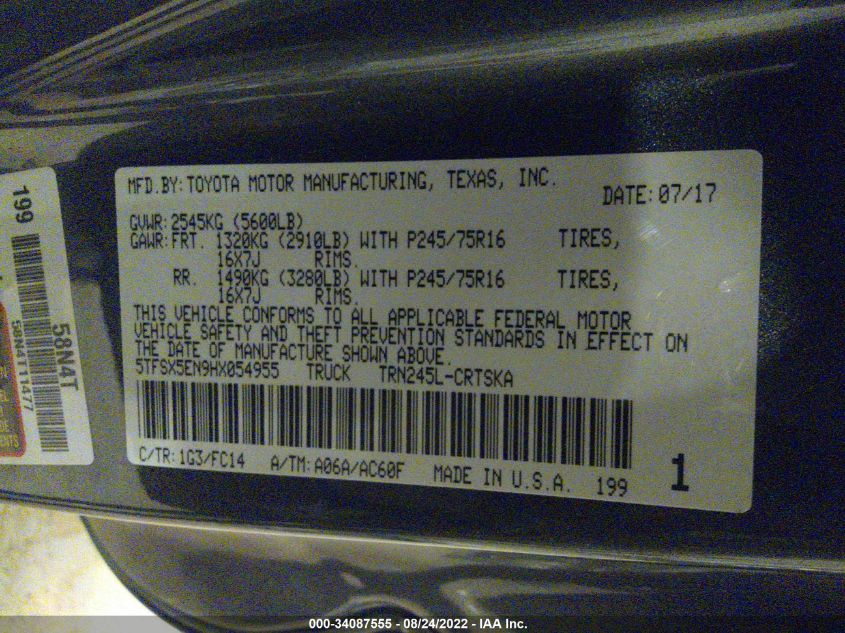 MFD.BY:TOYOTA MOTOR MANUFACTURING, TEXAS, INC.
DATE:07/17
GVWR:2545KG (5600LB)
GAWR:FRT. 1320KG (2910LB) WITH P245/75R16 TIRES,
16X7J RIMS.
RR. 1490KG (3280LB) WITH P245/75R16 TIRES,
16X7J RIMS.
THIS VEHICLE CONFORMS TO ALL APPLICABLE FEDERAL MOTOR
VEHICLE SAFETY AND THEFT PREVENTION STANDARDS IN EFFECT ON
THE DATE OF MANUFACTURE SHOWN ABOVE.
5TFSX5EN9HX054955 TRUCK TRN245L-CRTSKA
C/TR:1G3/FC14 A/TM:A06A/AC60F MADE IN U.S.A. 199
1
199
58N4T
58N4T11477
000-34087555 - 08/24/2022 - IAA Inc.